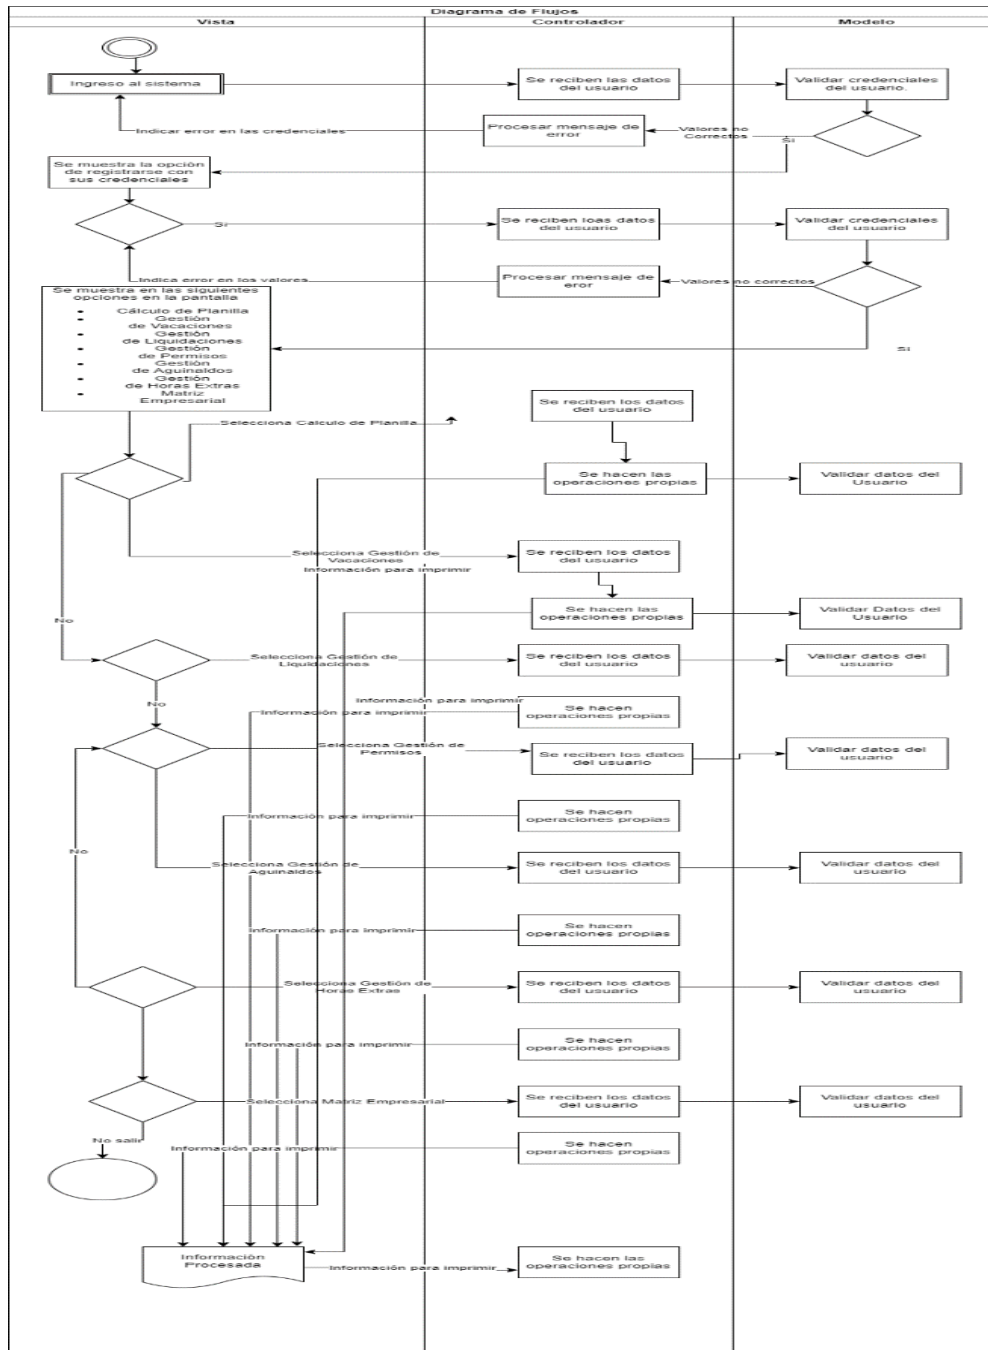 Diagrama de Flujos
Vista
Controlador
Modelo
Ingreso al sistema
Se reciben las datos
del usuario
Validar credenciales
del usuario.
Indicar error en las credenciales
Procesar mensaje de
error
Valores no
Correctos
Si
Se muestra la opción
de registrarse con
sus credenciales
Si
Se reciben loas datos
del usuario
Validar credenciales
del usuario
Indica error en los valores
Procesar mensaje de
eror
Valores no correctos
Se muestra en las siguientes
opciones en la pantalla
• Cálculo de Planilla
• Gestión
de Vacaciones
• Gestión
de Liquidaciones
• Gestión
de Permisos
• Gestión
de Aguinaldos
• Gestión
de Horas Extras
• Matriz
Empresarial
Si
Selecciona Calculo de Planilla
Se reciben los datos
del usuario
Se hacen las
operaciones propias
Validar datos del
Usuario
Selecciona Gestión de
Vacaciones
Información para imprimir
Se reciben los datos
del usuario
No
Se hacen las
operaciones propias
Validar Datos del
Usuario
Selecciona Gestión de
Liquidaciones
Se reciben los datos
del usuario
Validar datos del
usuario
No
Información para imprimir
Información para imprimir
Se hacen
operaciones propias
Selecciona Gestión de
Permisos
Se reciben los datos
del usuario
Validar datos del
usuario
Información para imprimir
Se hacen
operaciones propias
No
Selecciona Gestión de
Aguinaldos
Se reciben los datos
del usuario
Validar datos del
usuario
Información para imprimir
Se hacen
operaciones propias
Selecciona Gestión de
Horas Extras
Se reciben los datos
del usuario
Validar datos del
usuario
Información para imprimir
Se hacen
operaciones propias
Selecciona Matriz Empresarial
Se reciben los datos
del usuario
Validar datos del
usuario
No salir
Información para imprimir
Se hacen
operaciones propias
Información
Procesada
Información para imprimir
Se hacen las
operaciones propias